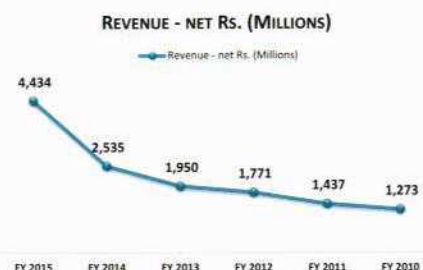 REVENUE - NET RS. (MILLIONS)
Revenue - net Rs. (Millions)
4,434
2,535
1,950
1,771
1,437
1,273
FY 2015 FY 2014 FY 2013 FY 2012 FY 2011 FY 2010